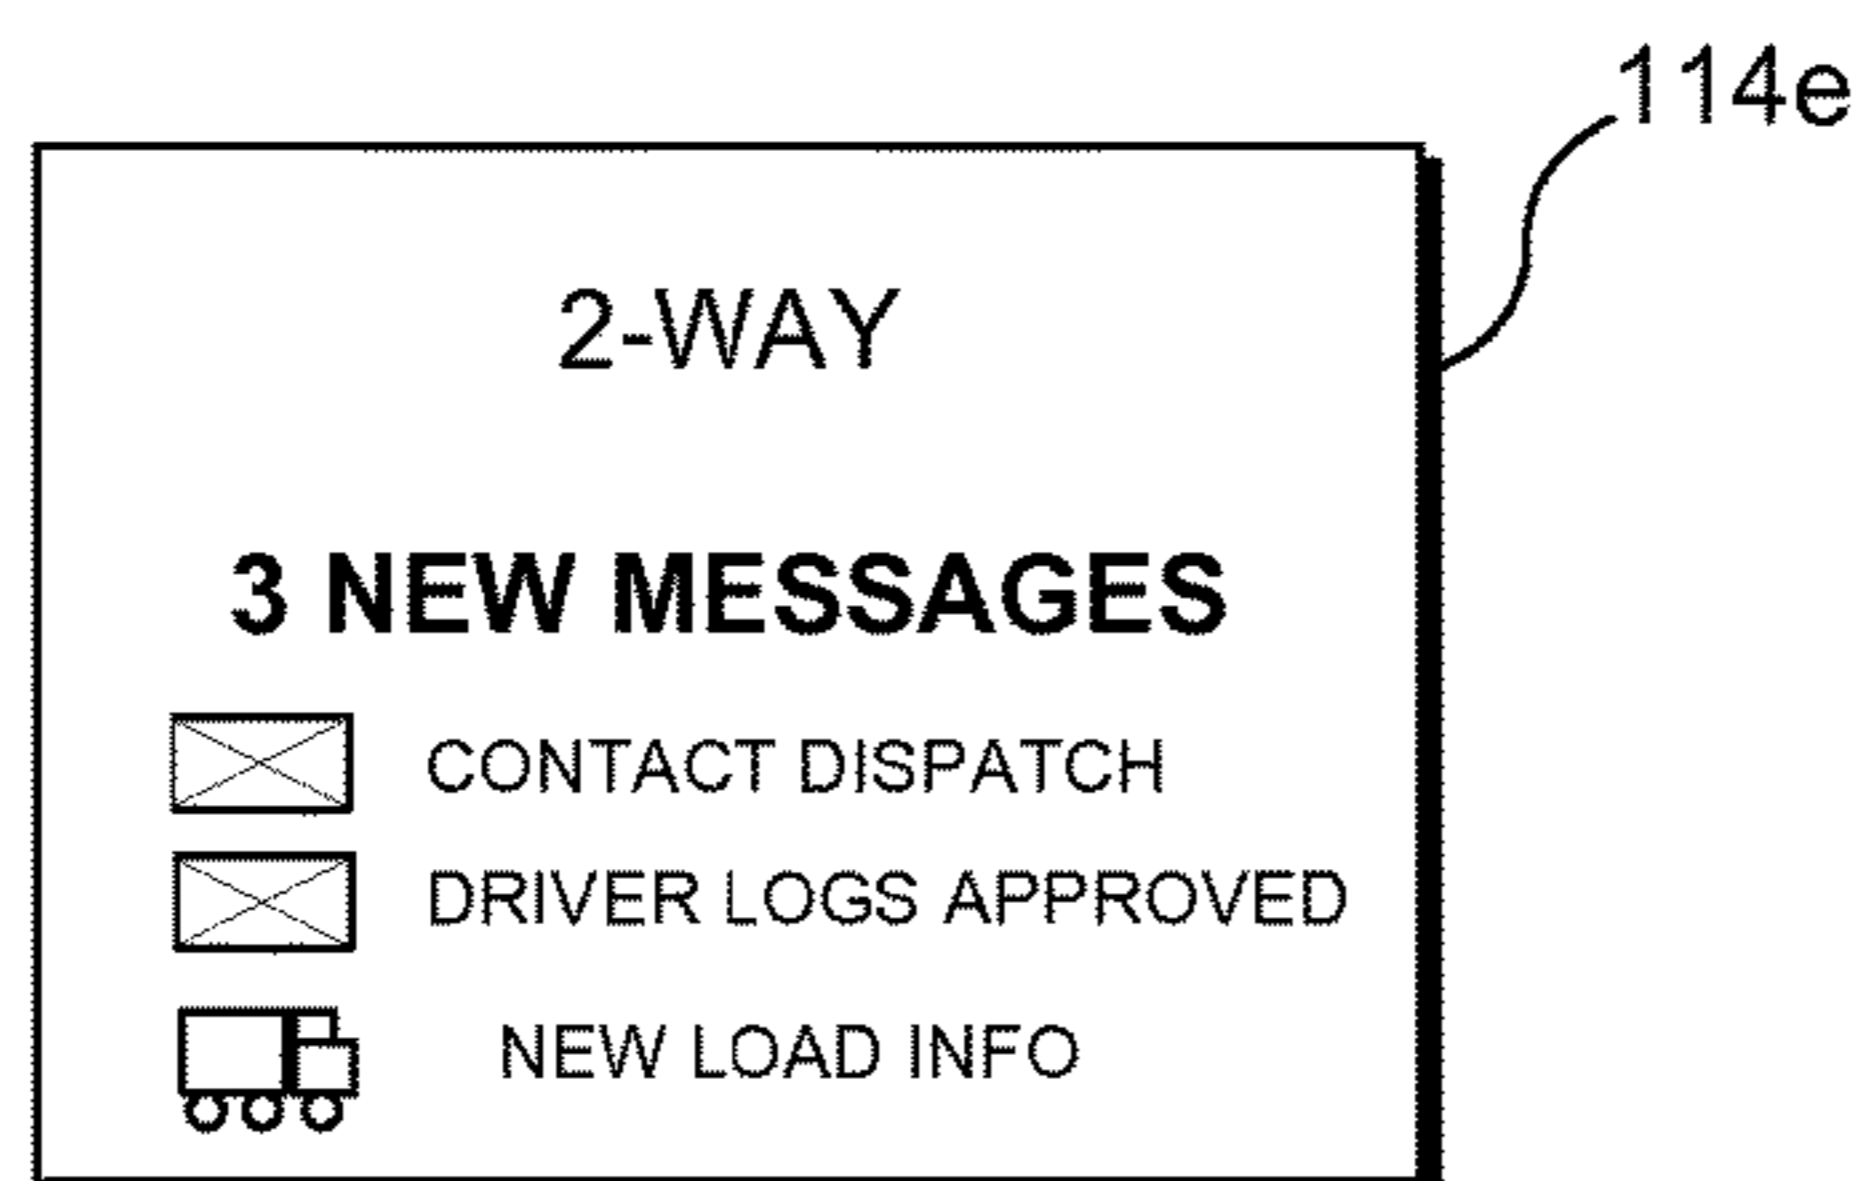 114e
2-WAY
3 NEW MESSAGES
CONTACT DISPATCH
DRIVER LOGS APPROVED
NEW LOAD INFO